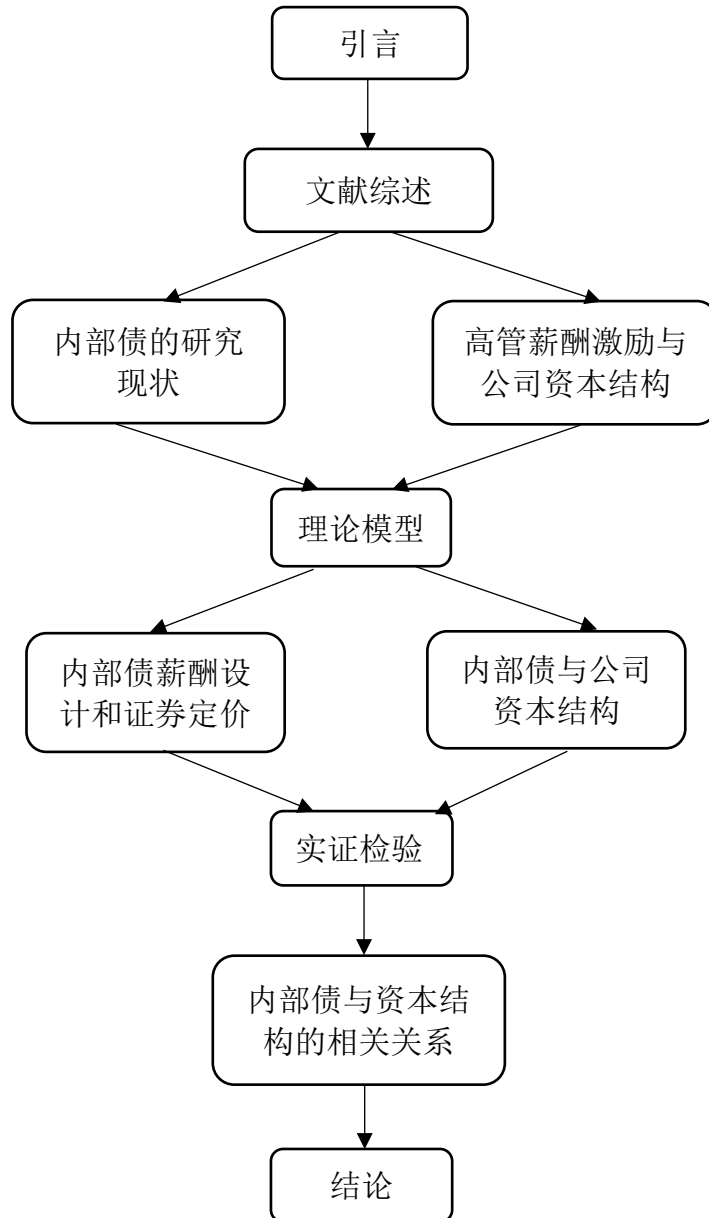 引言
文献综述
内部债的研究
现状
高管薪酬激励与
公司资本结构
理论模型
内部债薪酬设
计和证券定价
内部债与公司
资本结构
实证检验
内部债与资本结
构的相关关系
结论